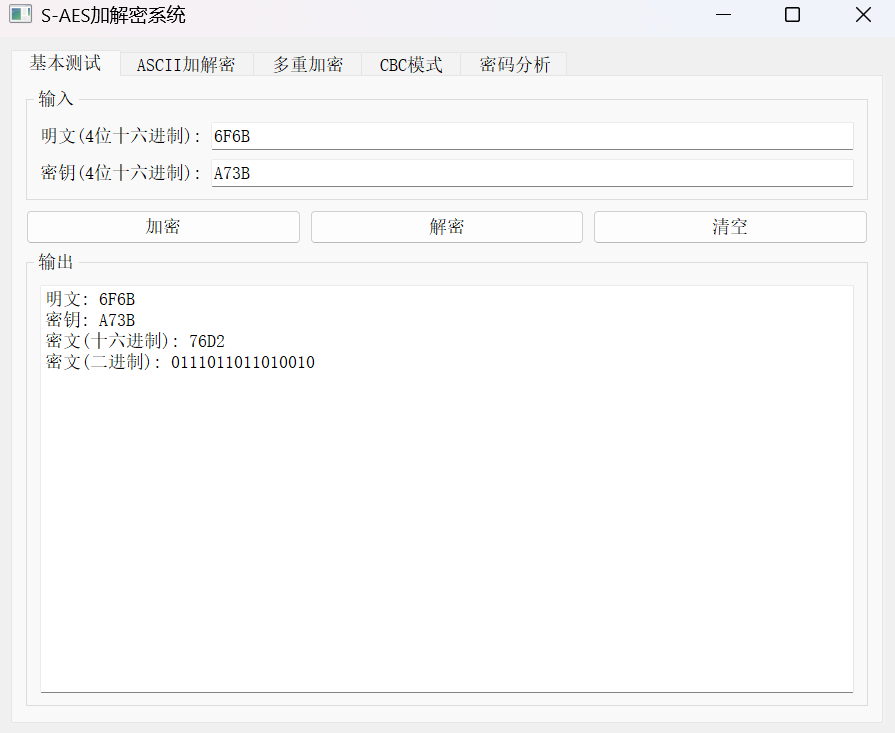 S-AES加解密系统
基本测试 ASCII加解密 多重加密 CBC模式 密码分析
输入
明文(4位十六进制): 6F6B
密钥(4位十六进制): A73B
加密 解密 清空
输出
明文: 6F6B
密钥: A73B
密文(十六进制): 76D2
密文(二进制): 0111011011010010